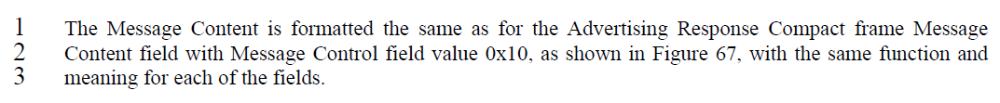 1 The Message Content is formatted the same as for the Advertising Response Compact frame Message
2 Content field with Message Control field value 0x10, as shown in Figure 67, with the same function and
3 meaning for each of the fields.